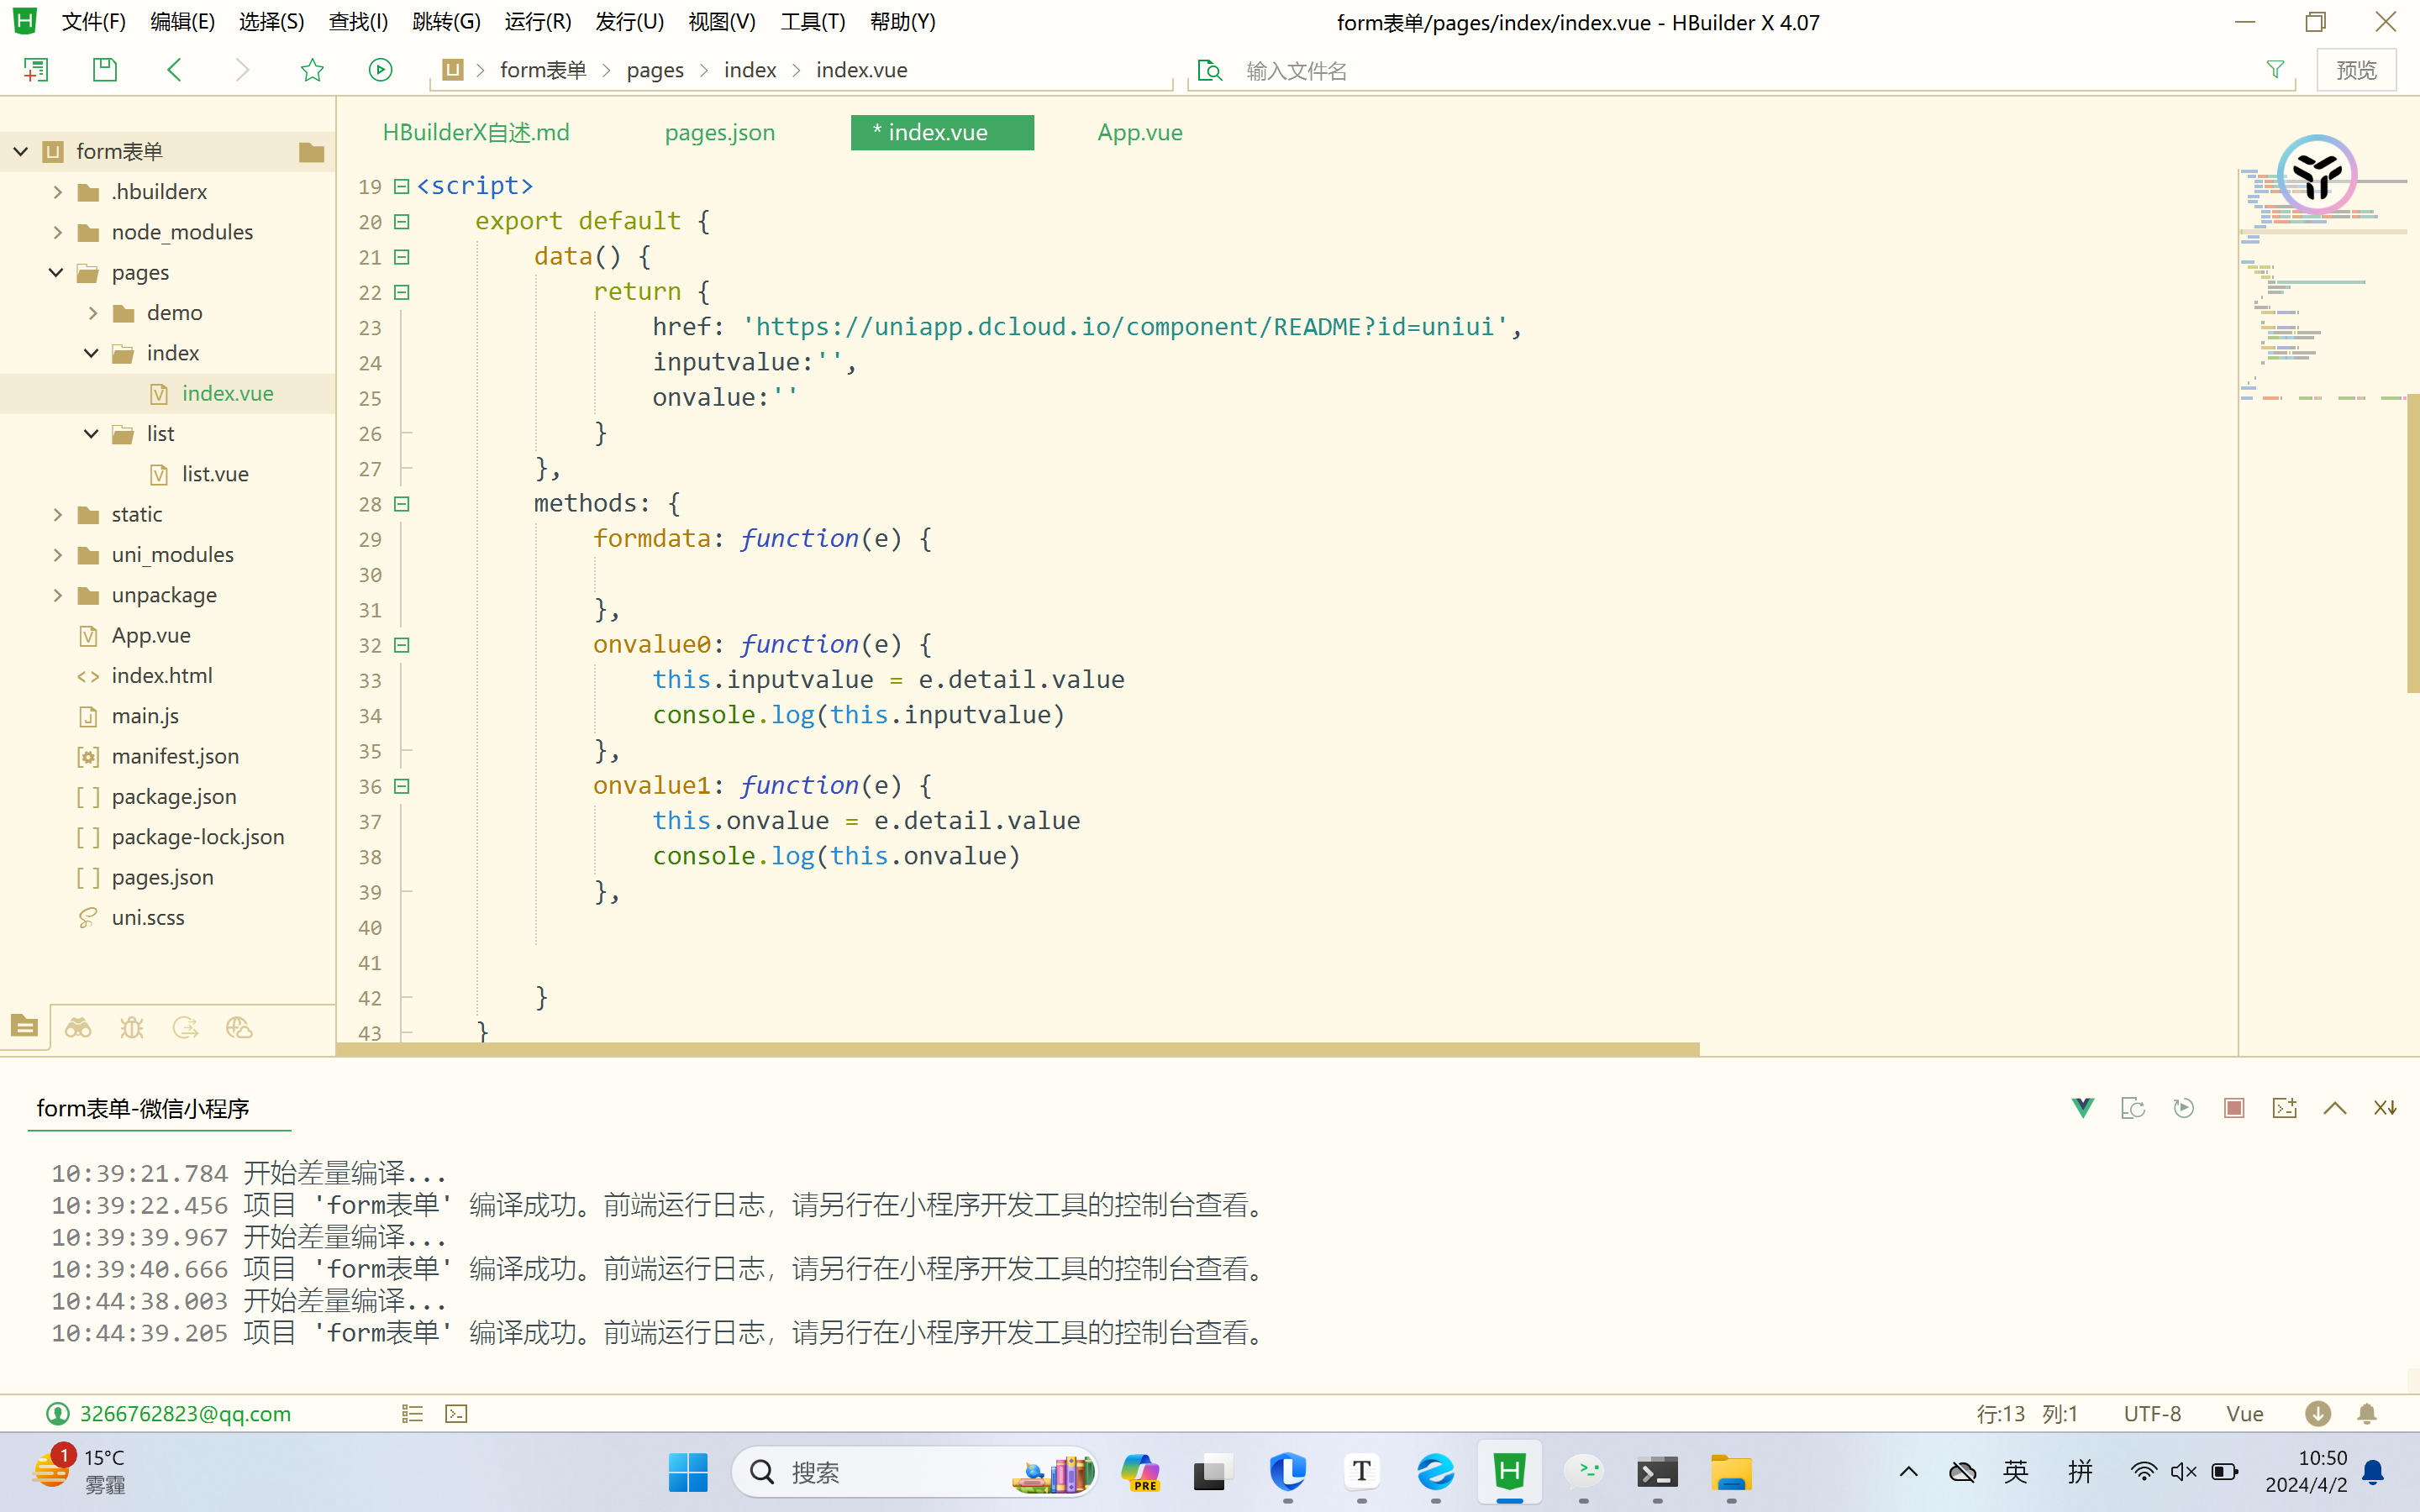 文件(F) 编辑(E) 选择(S) 查找(I) 跳转(G) 运行(R) 发行(U) 视图(V) 工具(T) 帮助(Y) form表单/pages/index/index.vue - HBuilder X 4.07
form表单 pages index index.vue 输入文件名 预览
form表单
.hbuilderx
node_modules
pages
demo
index
index.vue
list
list.vue
static
uni_modules
unpackage
App.vue
index.html
main.js
manifest.json
package.json
package-lock.json
pages.json
uni.scss
HBuilderX自述.md pages.json * index.vue App.vue
19 <script>
20 export default {
21 data() {
22 return {
23 href: 'https://uniapp.dcloud.io/component/README?id=uniui',
24 inputvalue:'',
25 onvalue:''
26 }
27 },
28 methods: {
29 formdata: function(e) {
30
31 },
32 onvalue0: function(e) {
33 this.inputvalue = e.detail.value
34 console.log(this.inputvalue)
35 },
36 onvalue1: function(e) {
37 this.onvalue = e.detail.value
38 console.log(this.onvalue)
39 },
40
41
42 }
43 }
form表单-微信小程序
10:39:21.784 开始差量编译...
10:39:22.456 项目 'form表单' 编译成功。前端运行日志，请另行在小程序开发工具的控制台查看。
10:39:39.967 开始差量编译...
10:39:40.666 项目 'form表单' 编译成功。前端运行日志，请另行在小程序开发工具的控制台查看。
10:44:38.003 开始差量编译...
10:44:39.205 项目 'form表单' 编译成功。前端运行日志，请另行在小程序开发工具的控制台查看。
3266762823@qq.com 行:13 列:1 UTF-8 Vue
1 15°C 搜索 PRE 英 拼 10:50
雾霾 2024/4/2